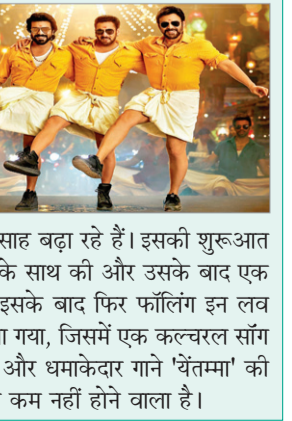 साह बढ़ा रहे हैं। इसकी शुरूआत
के साथ की और उसके बाद एक
इसके बाद फिर फॉलिंग इन लव
गया, जिसमें एक कल्चरल सॉंग
और धमाकेदार गाने 'येंतम्मा' की
कम नहीं होने वाला है।